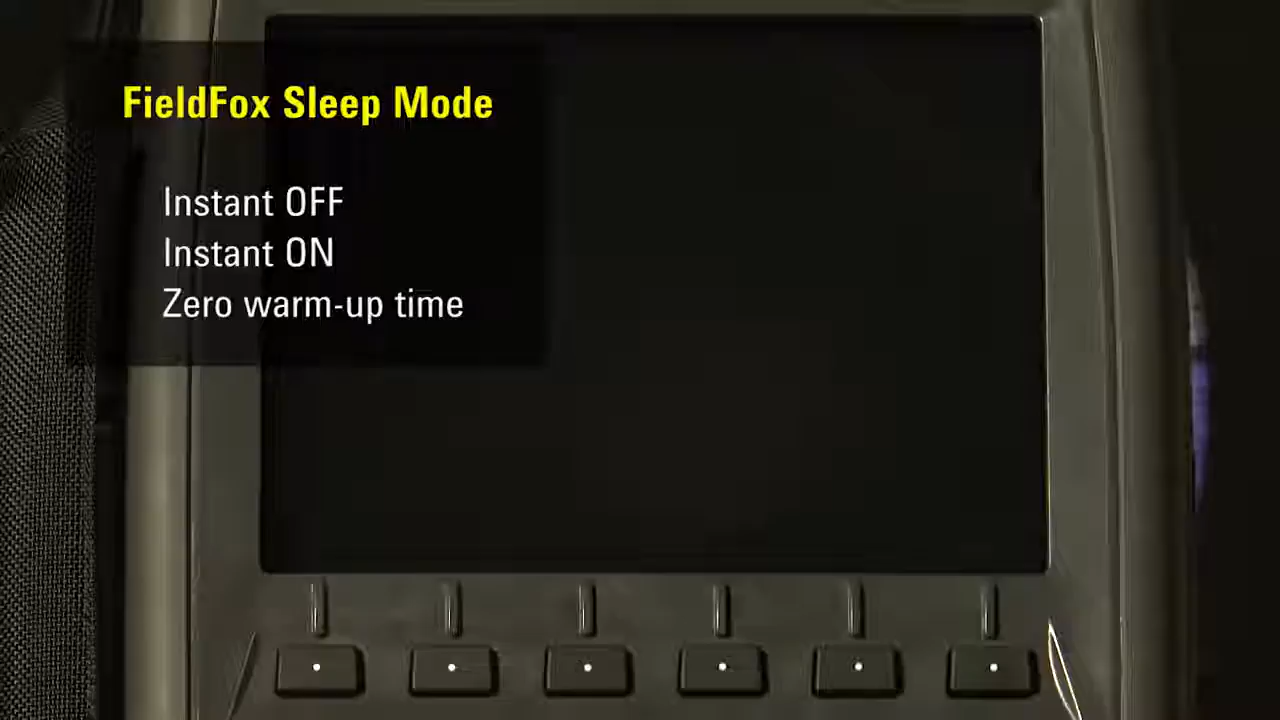 FieldFox Sleep Mode
Instant OFF
Instant ON
Zero warm-up time